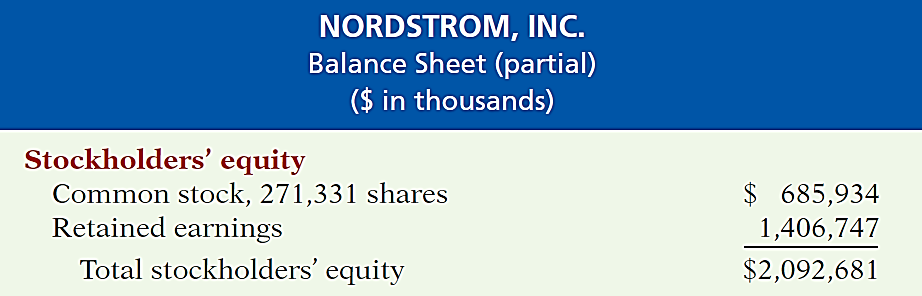 NORDSTROM, INC.
Balance Sheet (partial)
($ in thousands)
Stockholders’ equity
Common stock, 271,331 shares $ 685,934
Retained earnings 1,406,747
Total stockholders’ equity $2,092,681